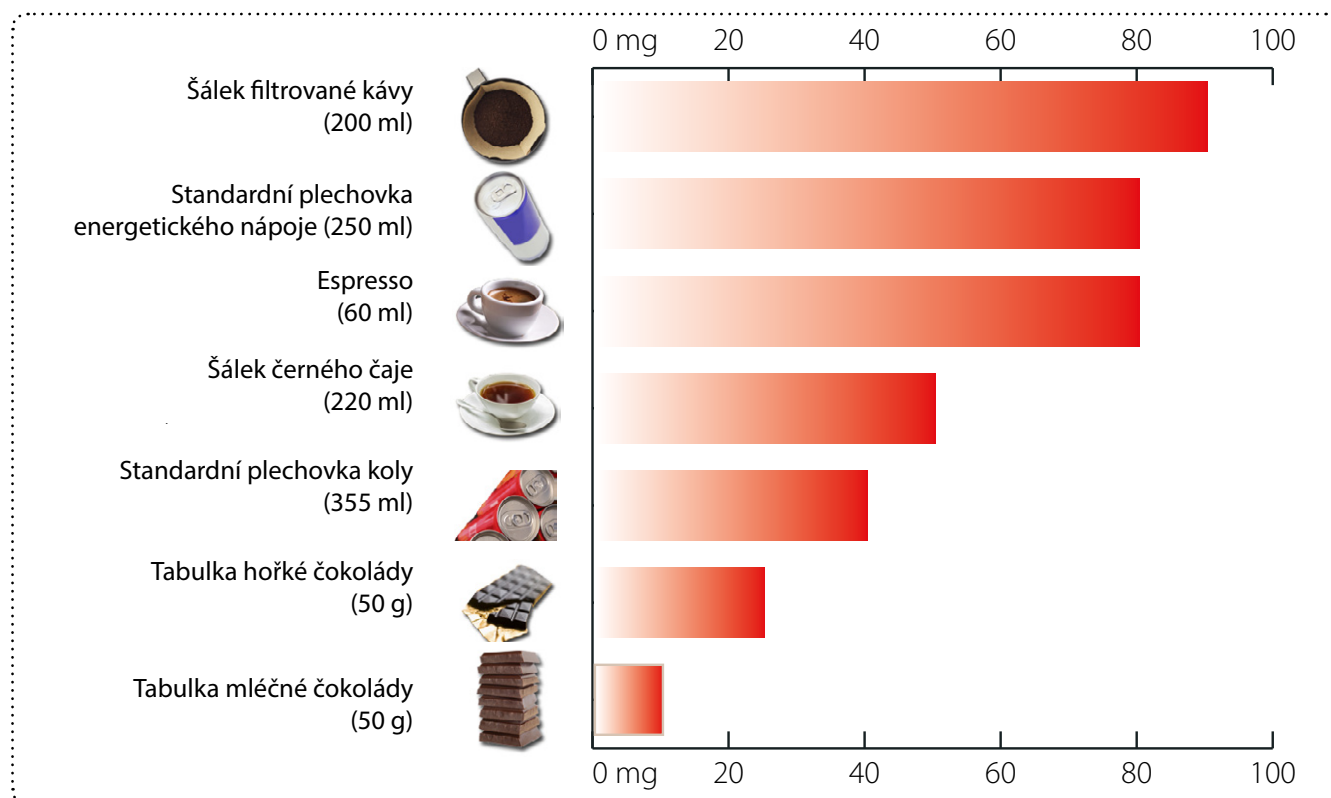 0 mg 20 40 60 80 100
Šálek filtrované kávy
(200 ml)
Standardní plechovka
energetického nápoje (250 ml)
Espresso
(60 ml)
Šálek černého čaje
(220 ml)
Standardní plechovka koly
(355 ml)
Tabulka hořké čokolády
(50 g)
Tabulka mléčné čokolády
(50 g)
0 mg 20 40 60 80 100